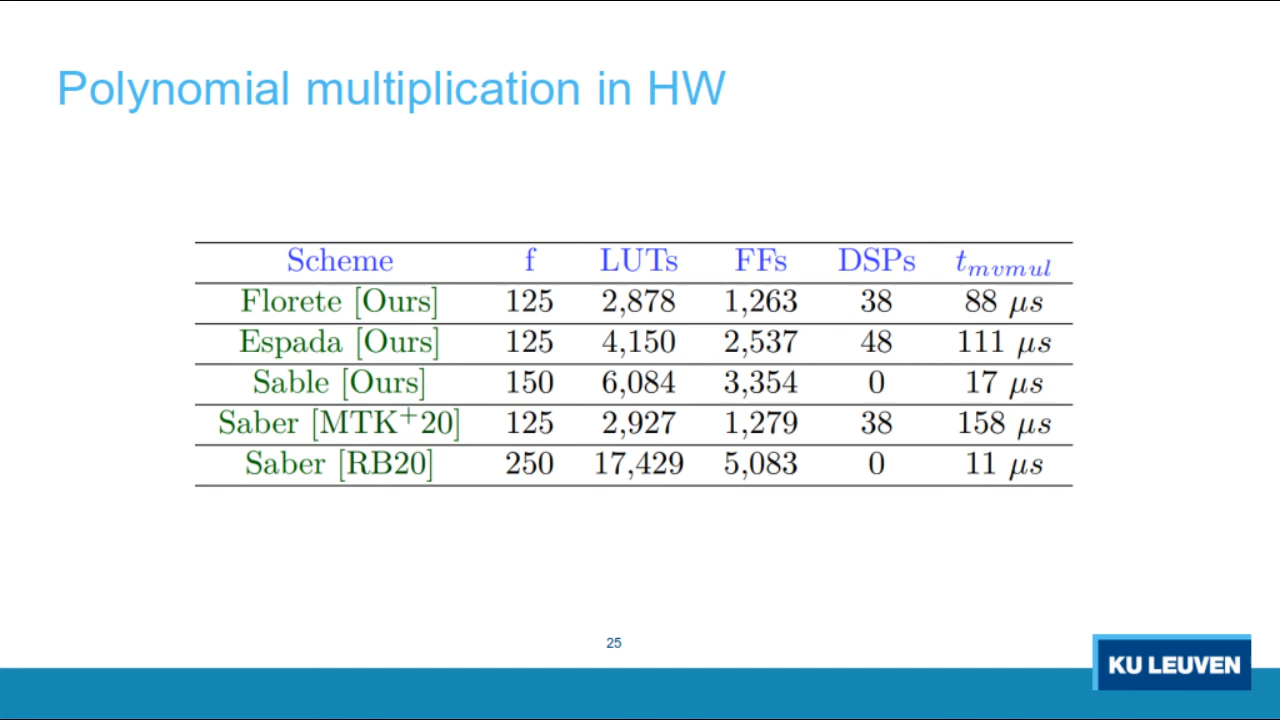 Polynomial multiplication in HW
Scheme f LUTs FFs DSPs t_mvmul
Florete [Ours] 125 2,878 1,263 38 88 μs
Espada [Ours] 125 4,150 2,537 48 111 μs
Sable [Ours] 150 6,084 3,354 0 17 μs
Saber [MTK⁺20] 125 2,927 1,279 38 158 μs
Saber [RB20] 250 17,429 5,083 0 11 μs
25
KU LEUVEN